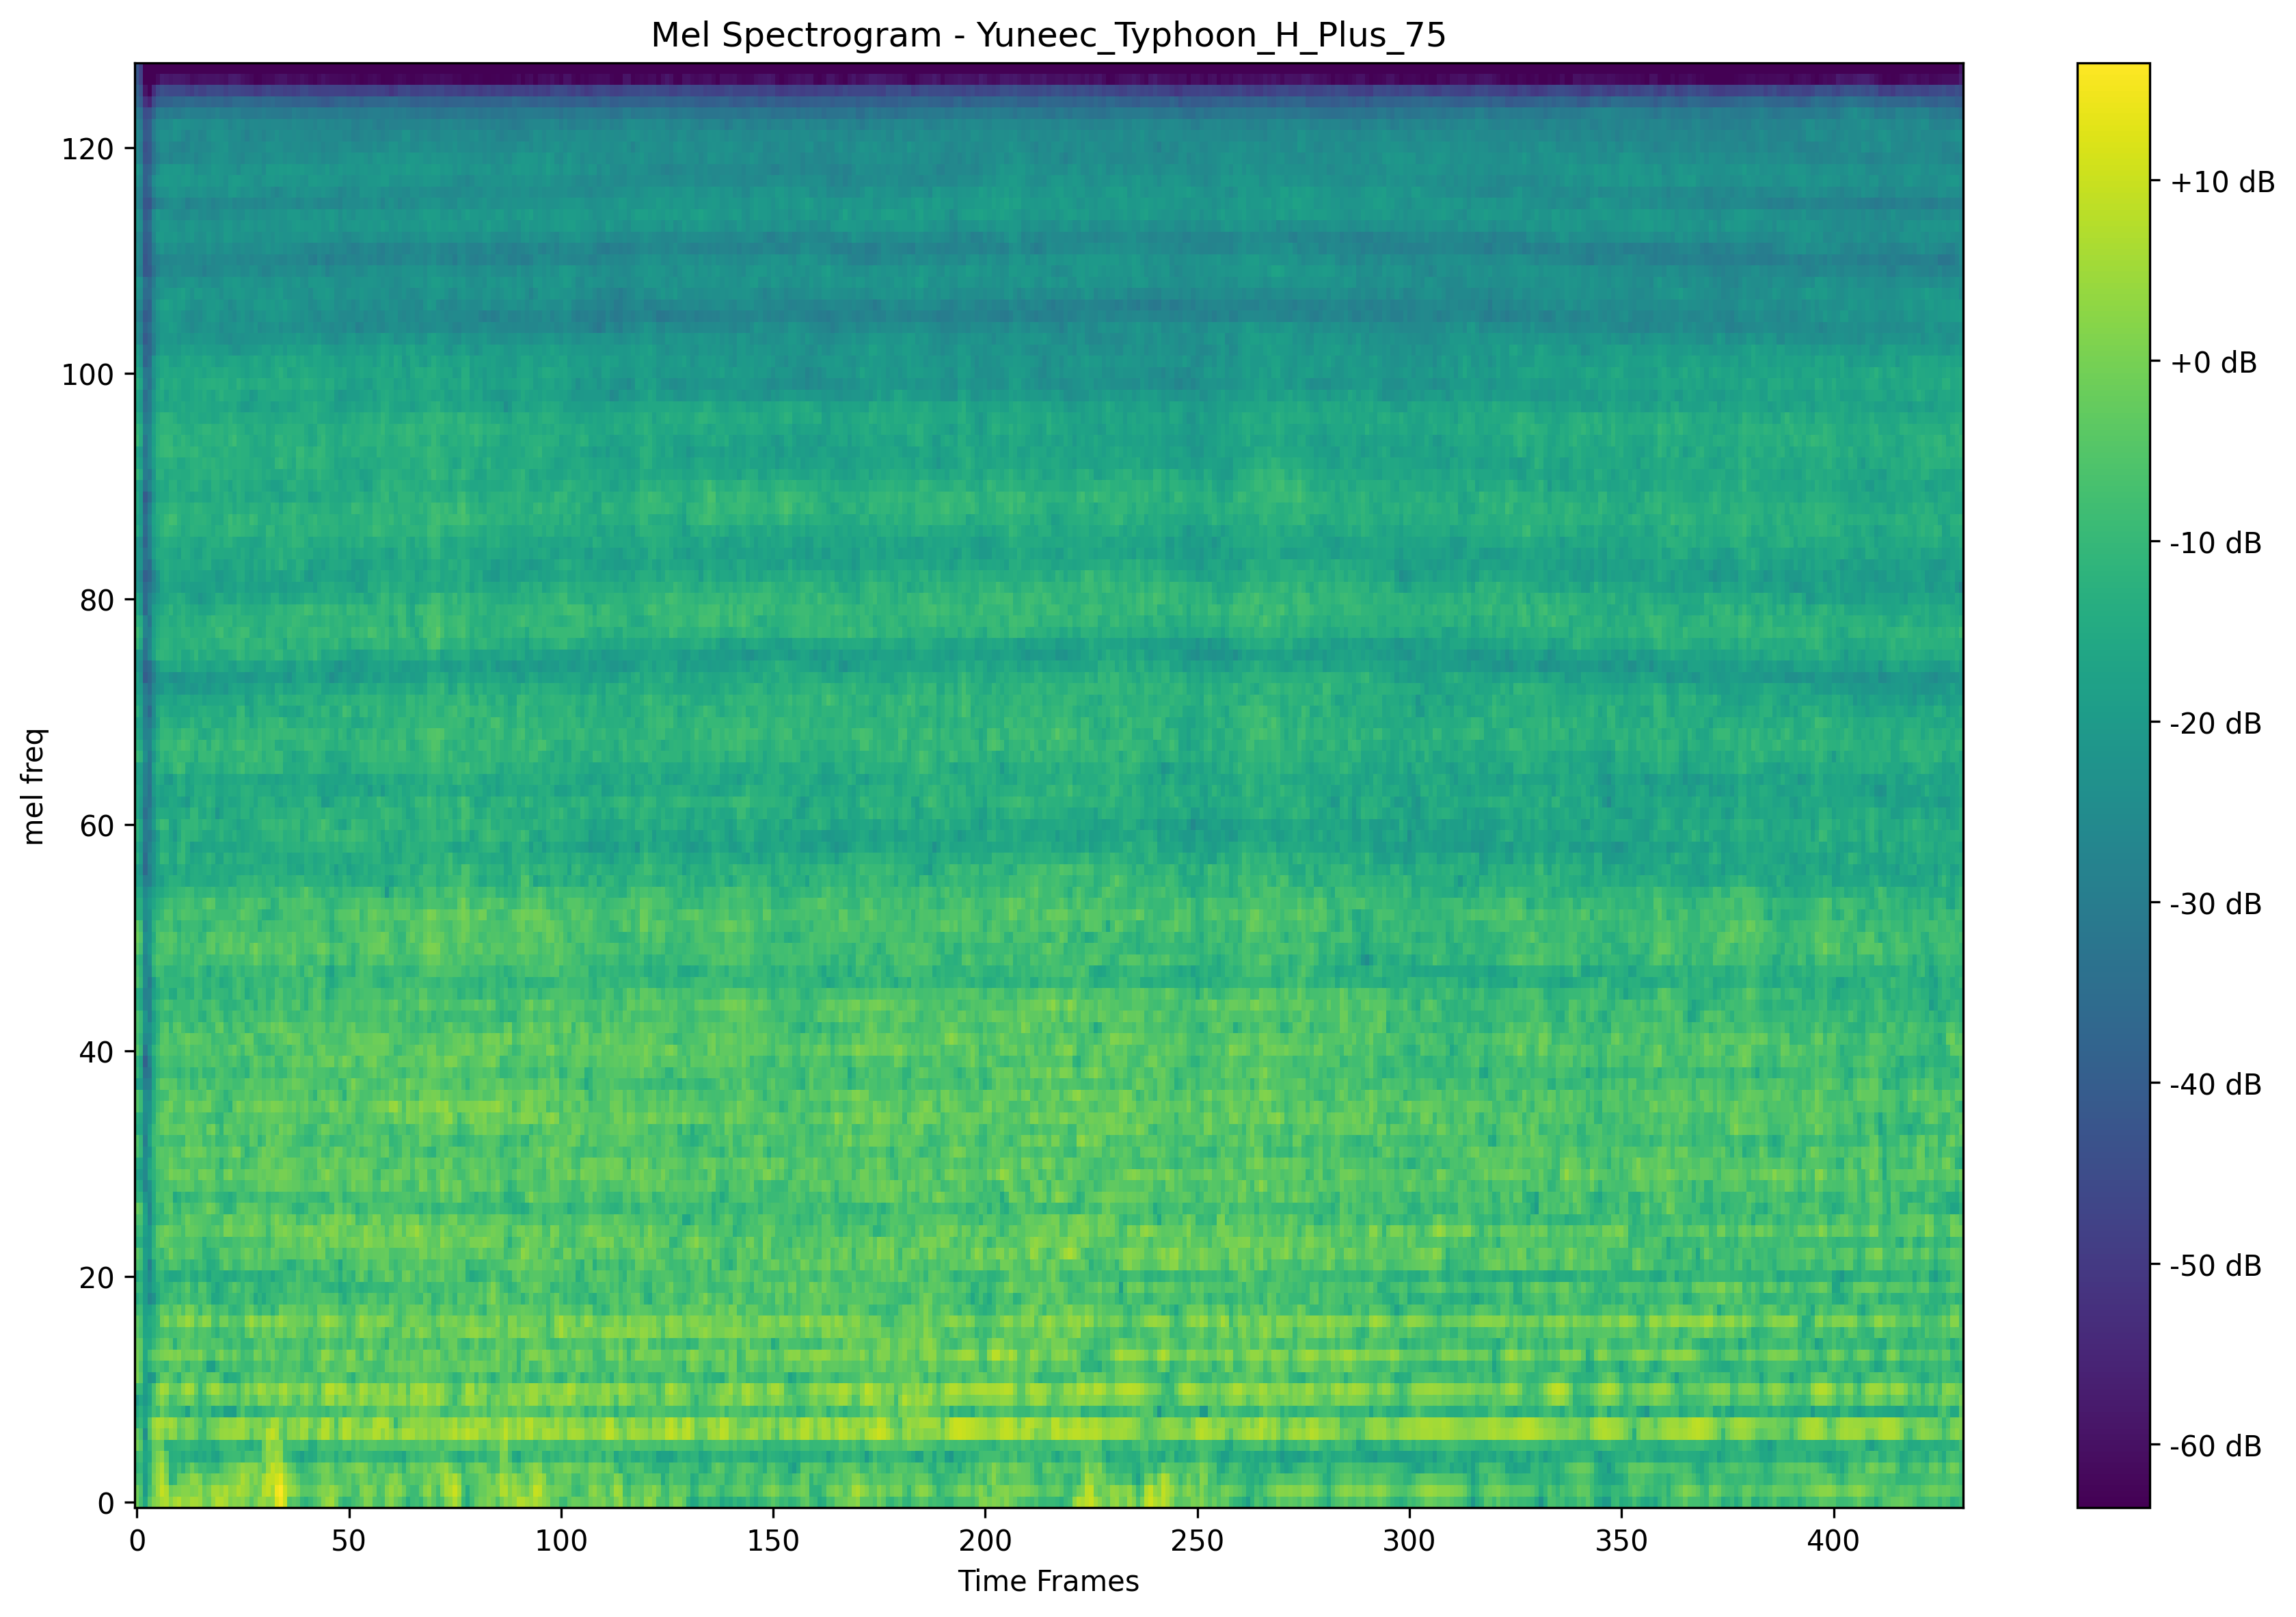 Mel Spectrogram - Yuneec_Typhoon_H_Plus_75
mel freq
120
100
80
60
40
20
0
0 50 100 150 200 250 300 350 400
Time Frames
+10 dB
+0 dB
-10 dB
-20 dB
-30 dB
-40 dB
-50 dB
-60 dB